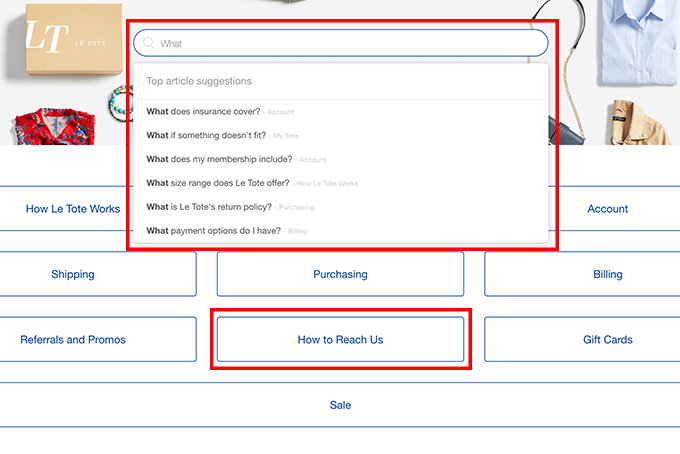 LT LE TOTE
What
Top article suggestions
What does insurance cover? - Account
What if something doesn't fit? - My Tote
What does my membership include? - Account
What size range does Le Tote offer? - How Le Tote Works
What is Le Tote's return policy? - Purchasing
What payment options do I have? - Billing
How Le Tote Works
Account
Shipping
Purchasing
Billing
Referrals and Promos
How to Reach Us
Gift Cards
Sale